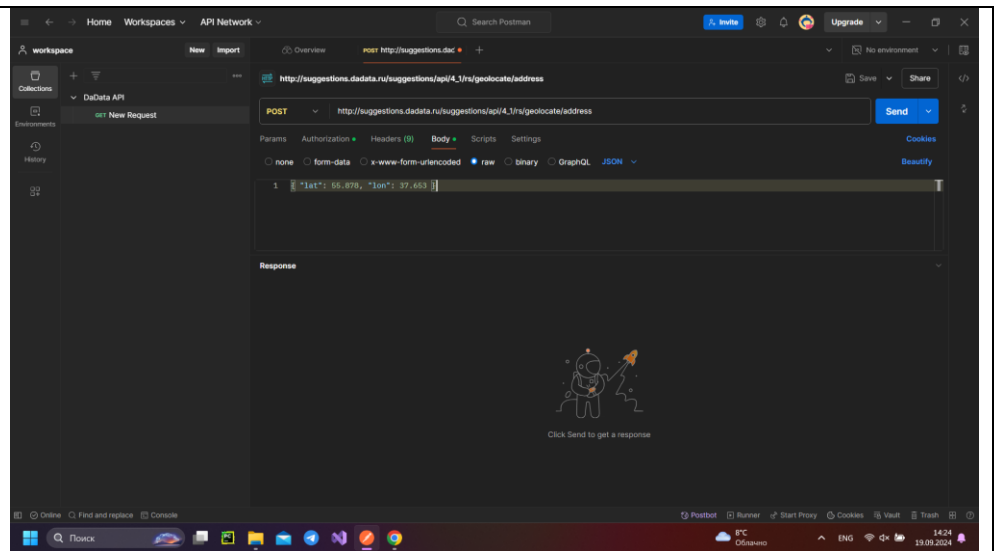 Home Workspaces API Network Search Postman Invite Upgrade
workspace New Import Overview POST http://suggestions.dac No environment
Collections
Environments
History
DaData API
GET New Request
http://suggestions.dadata.ru/suggestions/api/4_1/rs/geolocate/address Save Share
POST http://suggestions.dadata.ru/suggestions/api/4_1/rs/geolocate/address Send
Params Authorization Headers (9) Body Scripts Settings Cookies
none form-data x-www-form-urlencoded raw binary GraphQL JSON Beautify
1 { "lat": 55.878, "lon": 37.653 }
Response
Click Send to get a response
Online Find and replace Console Postbot Runner Start Proxy Cookies Vault Trash
Поиск 8°C Облачно ENG 14:24 19.09.2024